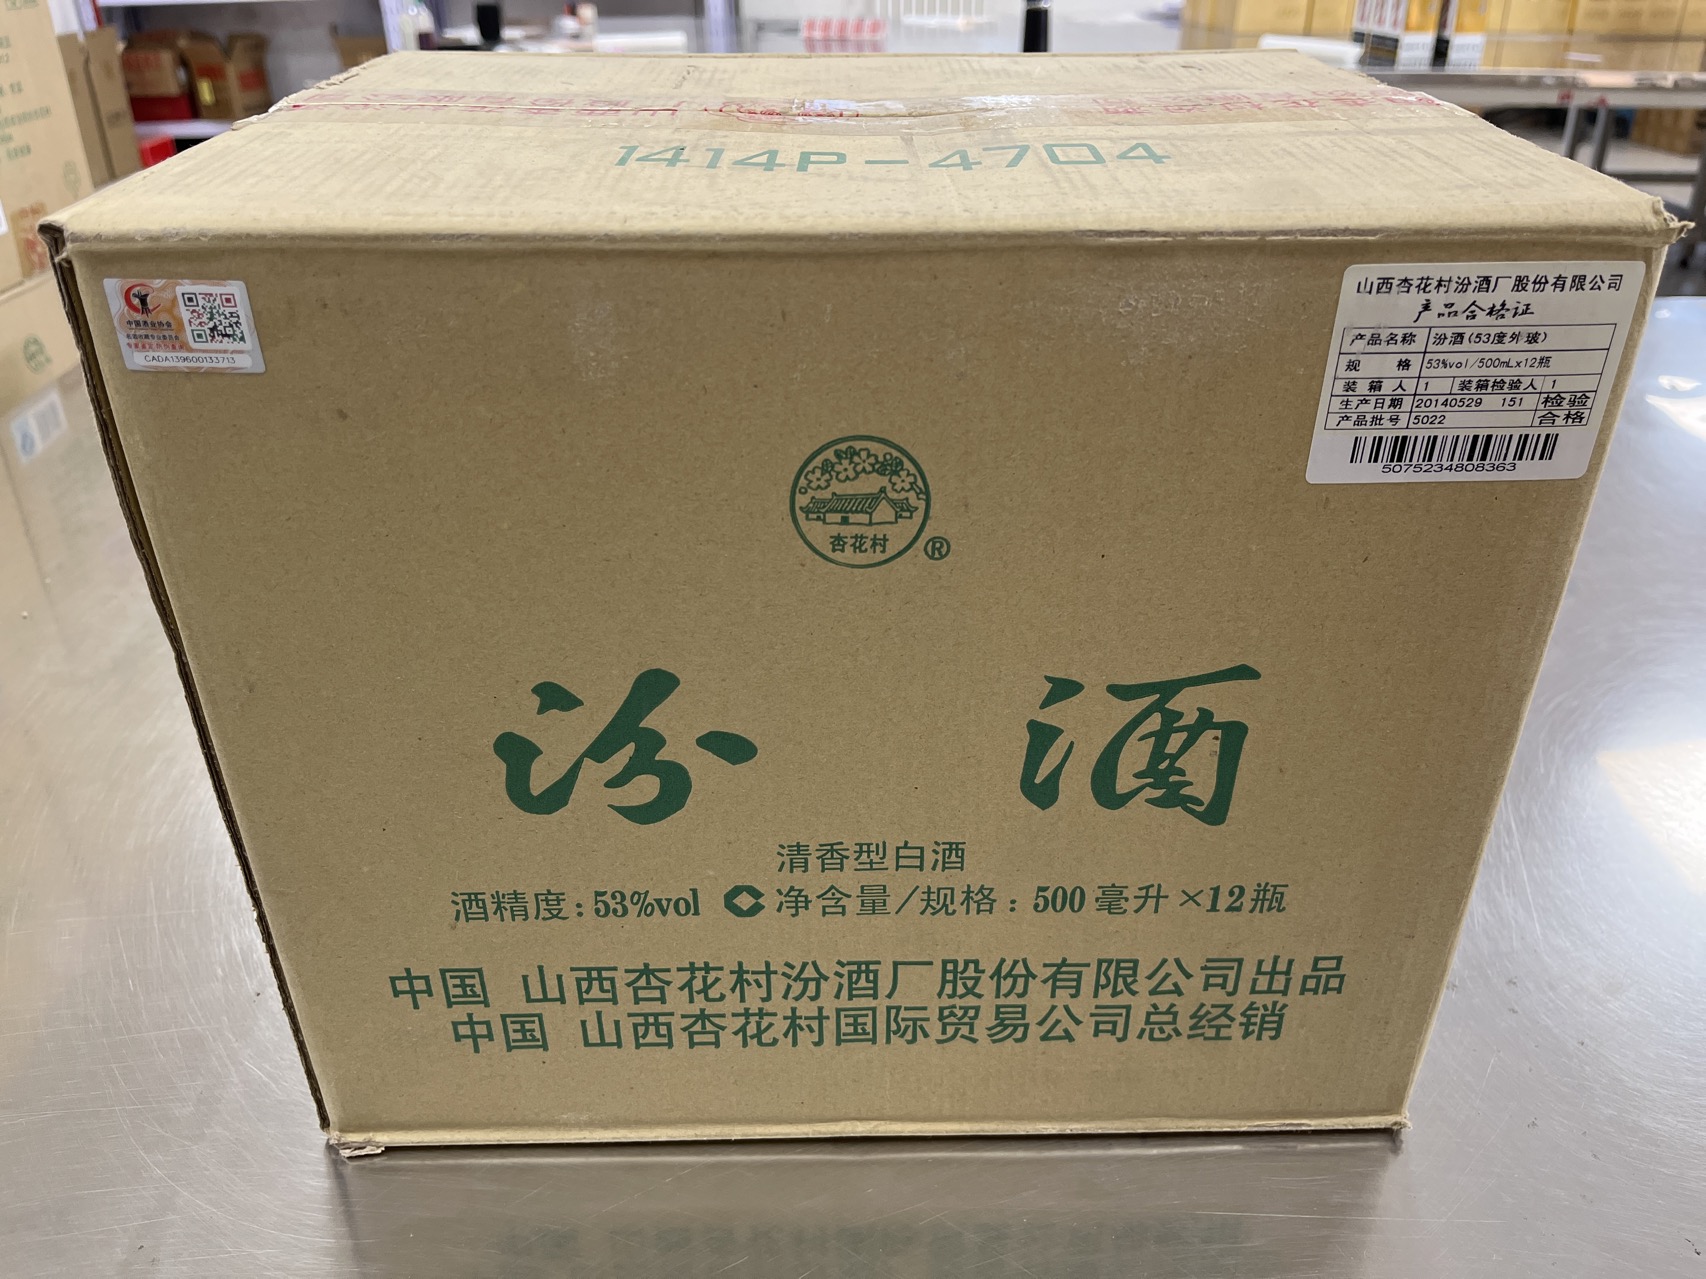 1414P-4704
中国酒业协会
CADA139600133713
山西杏花村汾酒厂股份有限公司
产品合格证
产品名称 汾酒(53度外玻)
规 格 53%vol/500mLx12瓶
装箱人 1 装箱检验人 1
生产日期 20140529 151 检验
产品批号 5022 合格
5075234808363
杏花村
®
汾 酒
清香型白酒
酒精度:53%vol 净含量/规格:500毫升×12瓶
中国 山西杏花村汾酒厂股份有限公司出品
中国 山西杏花村国际贸易公司总经销